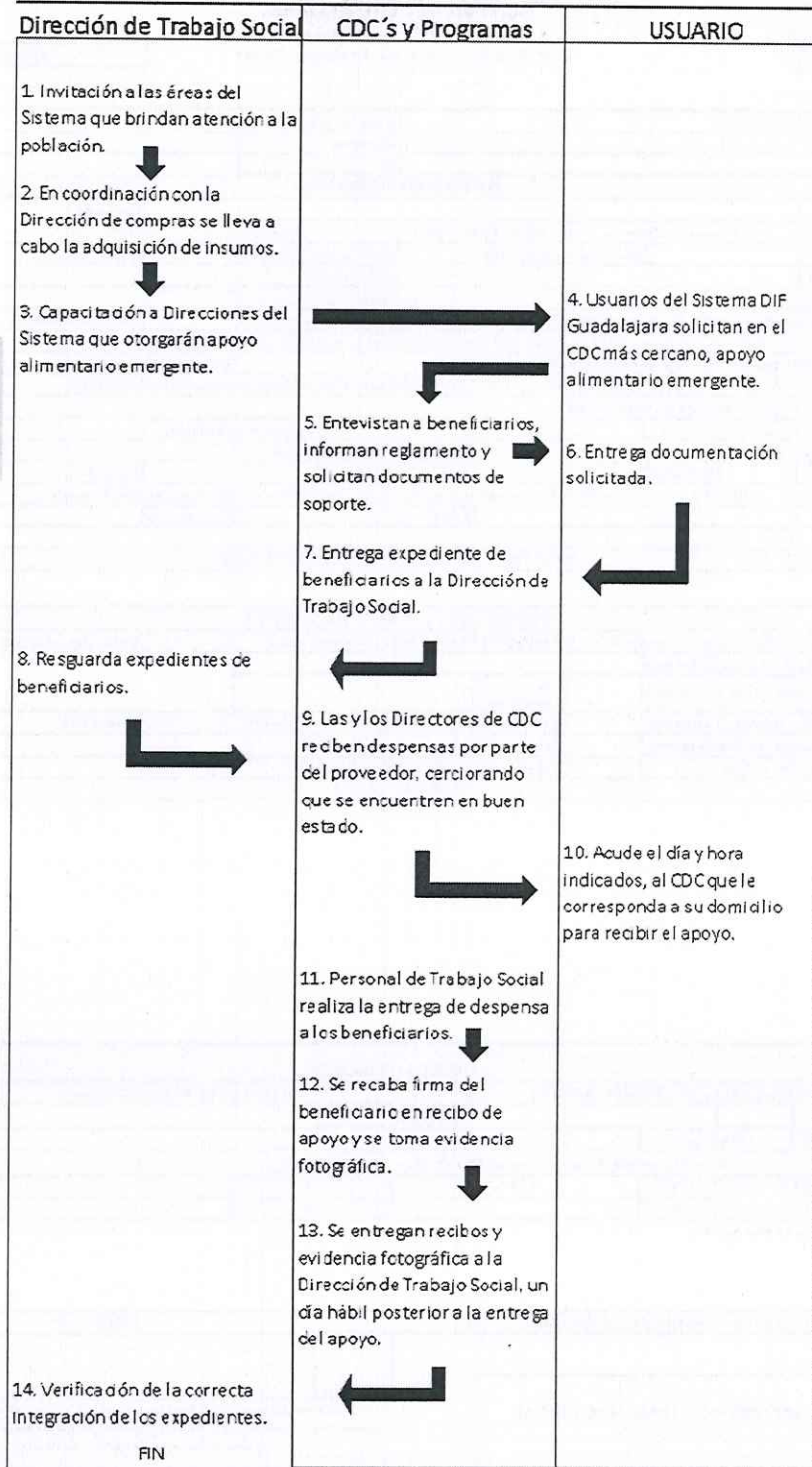 Dirección de Trabajo Social
CDC´s y Programas
USUARIO
1. Invitación a las áreas del
Sistema que brindan atención a la
población.
2. En coordinación con la
Dirección de compras se lleva a
cabo la adquisición de insumos.
3. Capacitación a Direcciones del
Sistema que otorgarán apoyo
alimentario emergente.
4. Usuarios del Sistema DIF
Guadalajara solicitan en el
CDC más cercano, apoyo
alimentario emergente.
5. Entevistan a beneficiarios,
informan reglamento y
solicitan documentos de
soporte.
6. Entrega documentación
solicitada.
7. Entrega expediente de
beneficiarios a la Dirección de
Trabajo Social.
8. Resguarda expedientes de
beneficiarios.
9. Las y los Directores de CDC
reciben despensas por parte
del proveedor, cerciorando
que se encuentren en buen
estado.
10. Acude el día y hora
indicados, al CDC que le
corresponda a su domicilio
para recibir el apoyo.
11. Personal de Trabajo Social
realiza la entrega de despensa
a los beneficiarios.
12. Se recaba firma del
beneficiario en recibo de
apoyo y se toma evidencia
fotográfica.
13. Se entregan recibos y
evidencia fotográfica a la
Dirección de Trabajo Social, un
día hábil posterior a la entrega
del apoyo.
14. Verificación de la correcta
integración de los expedientes.
FIN